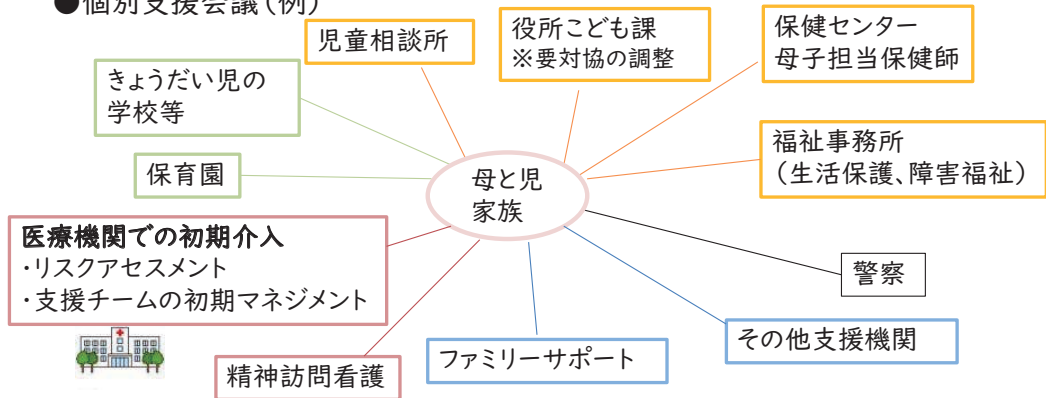 ●個別支援会議（例）
児童相談所
役所こども課
※要対協の調整
保健センター
母子担当保健師
きょうだい児の
学校等
福祉事務所
（生活保護、障害福祉）
保育園
母と児
家族
医療機関での初期介入
・リスクアセスメント
・支援チームの初期マネジメント
警察
その他支援機関
ファミリーサポート
精神訪問看護